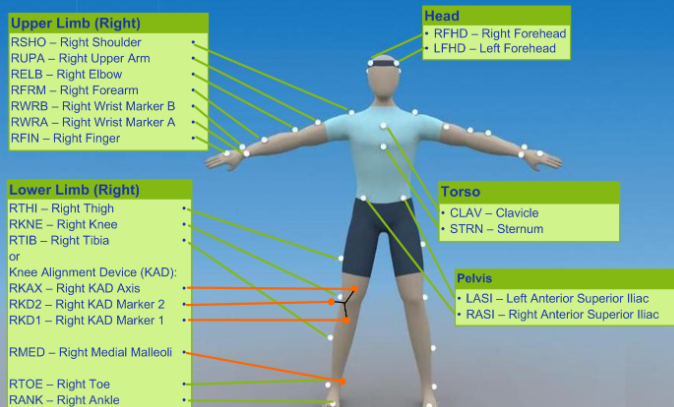 Upper Limb (Right)
RSHO – Right Shoulder
RUPA – Right Upper Arm
RELB – Right Elbow
RFRM – Right Forearm
RWRB – Right Wrist Marker B
RWRA – Right Wrist Marker A
RFIN – Right Finger
Head
• RFHD – Right Forehead
• LFHD – Left Forehead
Lower Limb (Right)
RTHI – Right Thigh
RKNE – Right Knee
RTIB – Right Tibia
or
Knee Alignment Device (KAD):
RKAX – Right KAD Axis
RKD2 – Right KAD Marker 2
RKD1 – Right KAD Marker 1
RMED – Right Medial Malleoli
RTOE – Right Toe
RANK – Right Ankle
Torso
• CLAV – Clavicle
• STRN – Sternum
Pelvis
• LASI – Left Anterior Superior Iliac
• RASI – Right Anterior Superior Iliac